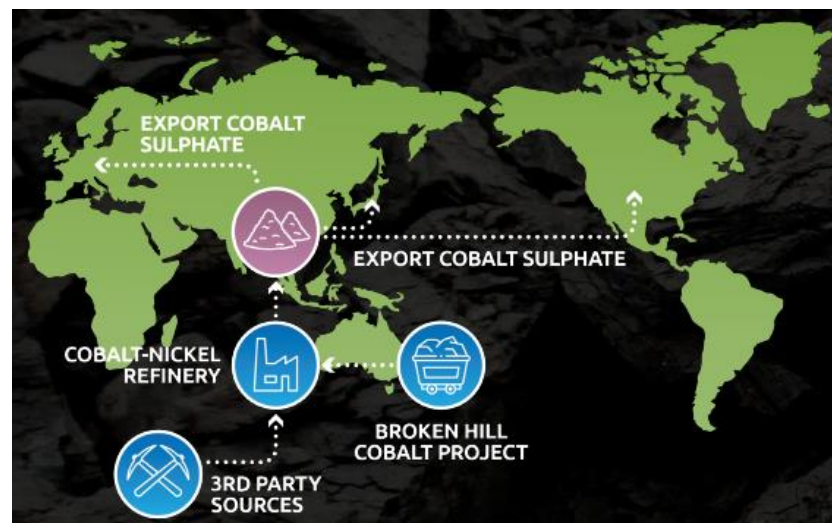 EXPORT COBALT
SULPHATE
EXPORT COBALT SULPHATE
COBALT-NICKEL
REFINERY
BROKEN HILL
COBALT PROJECT
3RD PARTY
SOURCES